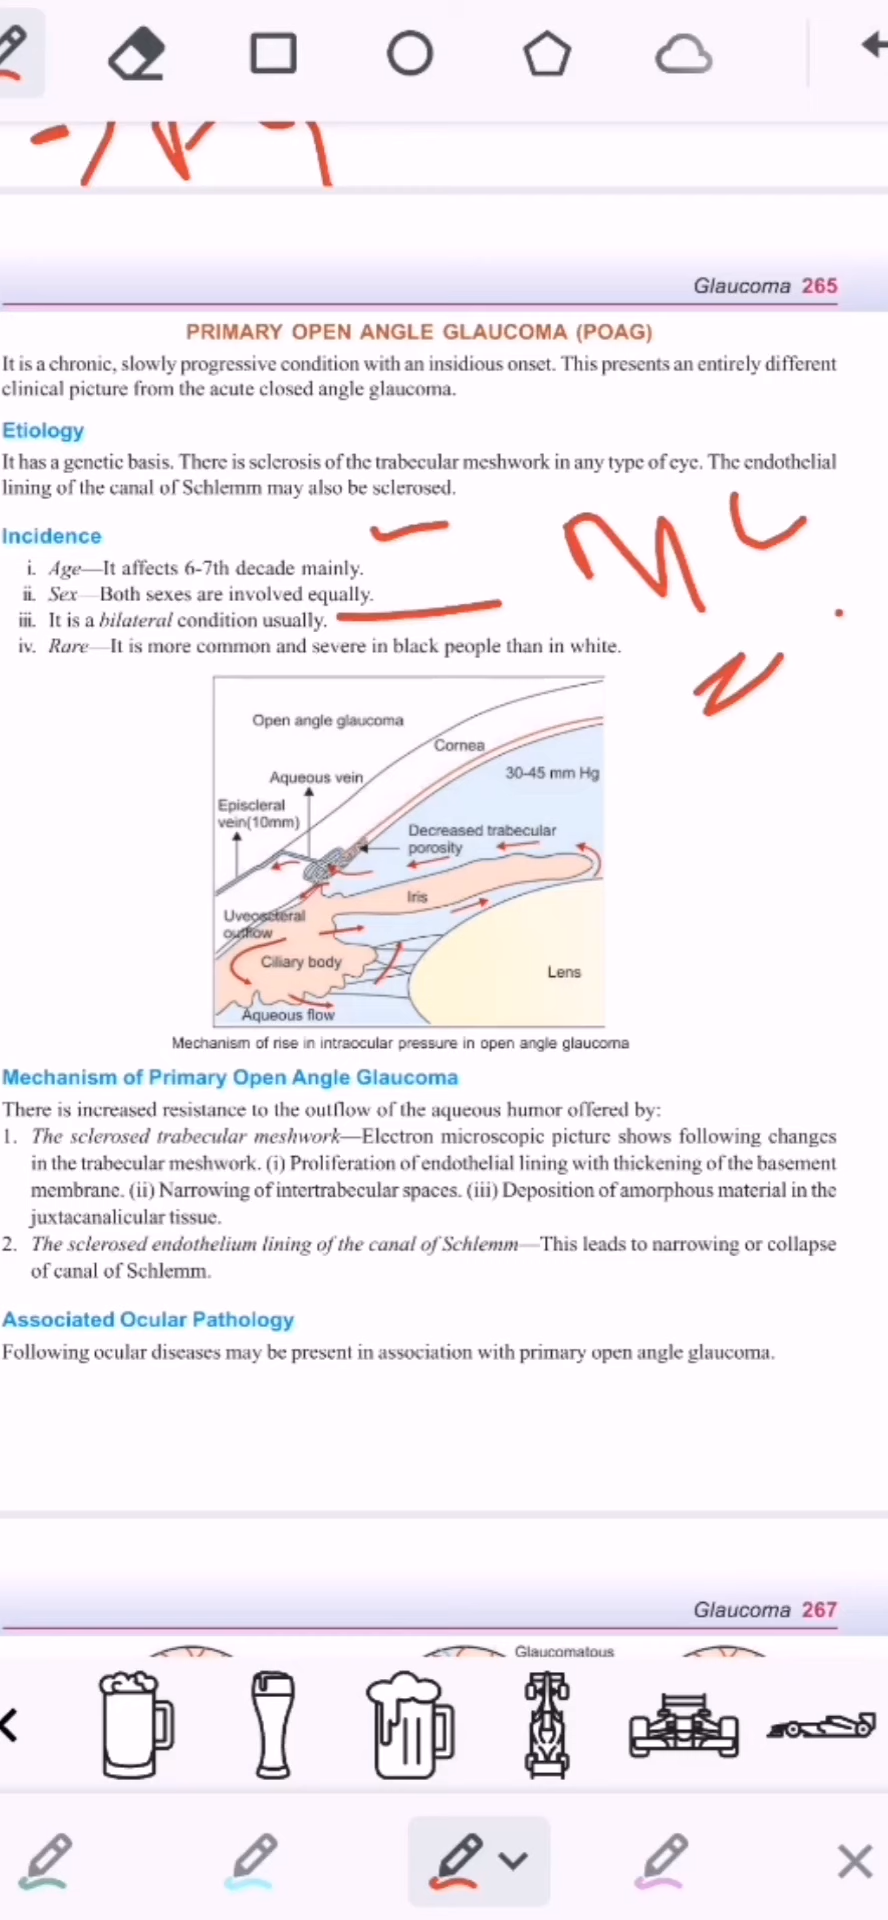 Glaucoma 265
PRIMARY OPEN ANGLE GLAUCOMA (POAG)
It is a chronic, slowly progressive condition with an insidious onset. This presents an entirely different
clinical picture from the acute closed angle glaucoma.
Etiology
It has a genetic basis. There is sclerosis of the trabecular meshwork in any type of eye. The endothelial
lining of the canal of Schlemm may also be sclerosed.
Incidence
i. Age—It affects 6-7th decade mainly.
ii. Sex—Both sexes are involved equally.
iii. It is a bilateral condition usually.
iv. Rare—It is more common and severe in black people than in white.
Open angle glaucoma
Cornea
30-45 mm Hg
Aqueous vein
Episcleral
vein(10mm)
Decreased trabecular
porosity
Iris
Uveoscleral
outflow
Ciliary body
Lens
Aqueous flow
Mechanism of rise in intraocular pressure in open angle glaucoma
Mechanism of Primary Open Angle Glaucoma
There is increased resistance to the outflow of the aqueous humor offered by:
1. The sclerosed trabecular meshwork—Electron microscopic picture shows following changes
in the trabecular meshwork. (i) Proliferation of endothelial lining with thickening of the basement
membrane. (ii) Narrowing of intertrabecular spaces. (iii) Deposition of amorphous material in the
juxtacanalicular tissue.
2. The sclerosed endothelium lining of the canal of Schlemm—This leads to narrowing or collapse
of canal of Schlemm.
Associated Ocular Pathology
Following ocular diseases may be present in association with primary open angle glaucoma.
Glaucoma 267
Glaucomatous